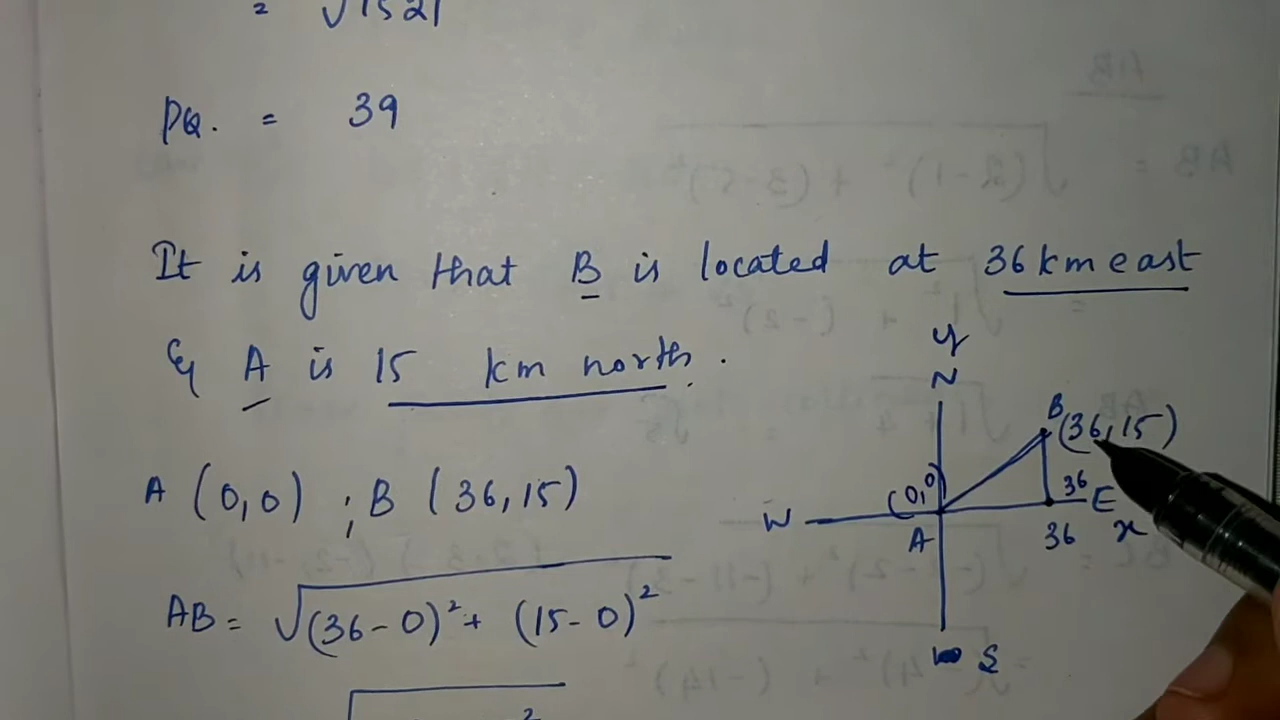 = √1521
PQ. = 39
It is given that B is located at 36 km east
& A is 15 km north.
A (0,0) ; B (36,15)
AB = √(36-0)² + (15-0)²
y
N
B (36,15)
(0,0)
36
W
E
A
36
x
S